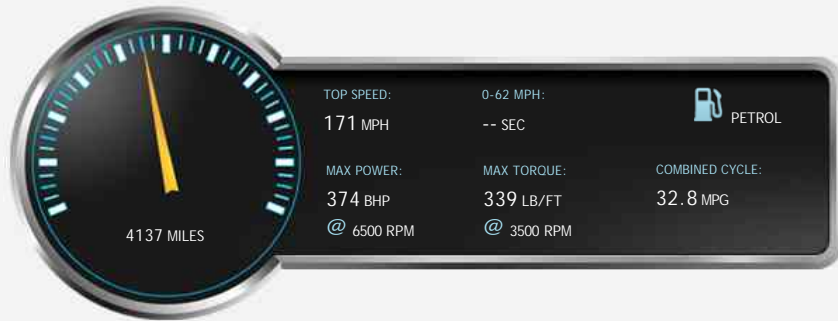 TOP SPEED:
171 MPH
0-62 MPH:
-- SEC
PETROL
MAX POWER:
374 BHP
@ 6500 RPM
MAX TORQUE:
339 LB/FT
@ 3500 RPM
COMBINED CYCLE:
32.8 MPG
4137 MILES